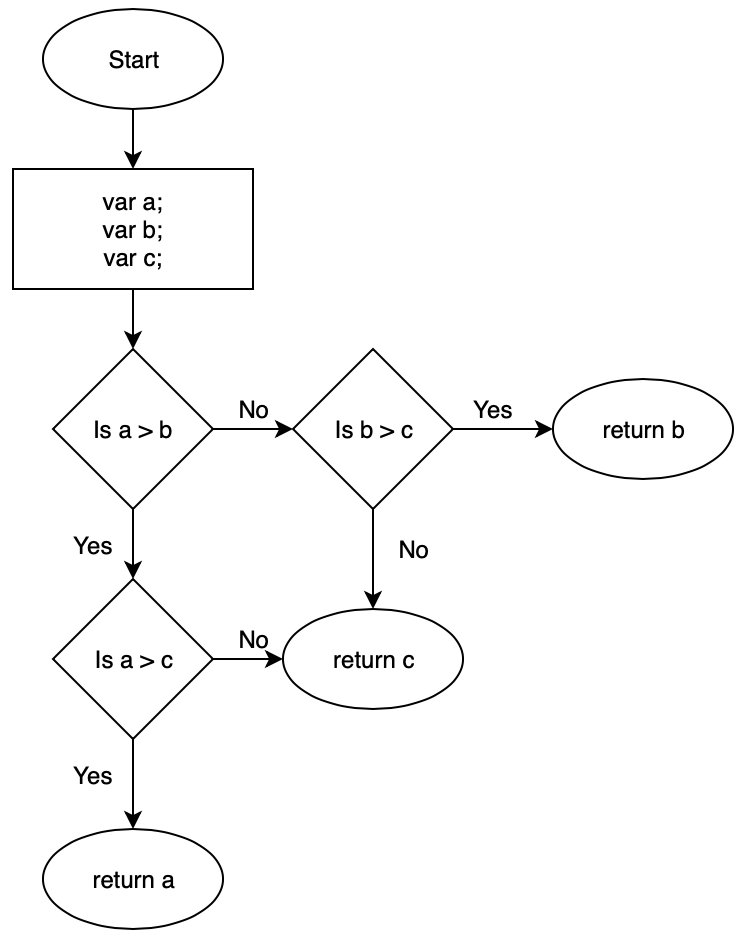 Start
var a;
var b;
var c;
Is a > b
No
Is b > c
Yes
return b
Yes
No
Is a > c
No
return c
Yes
return a